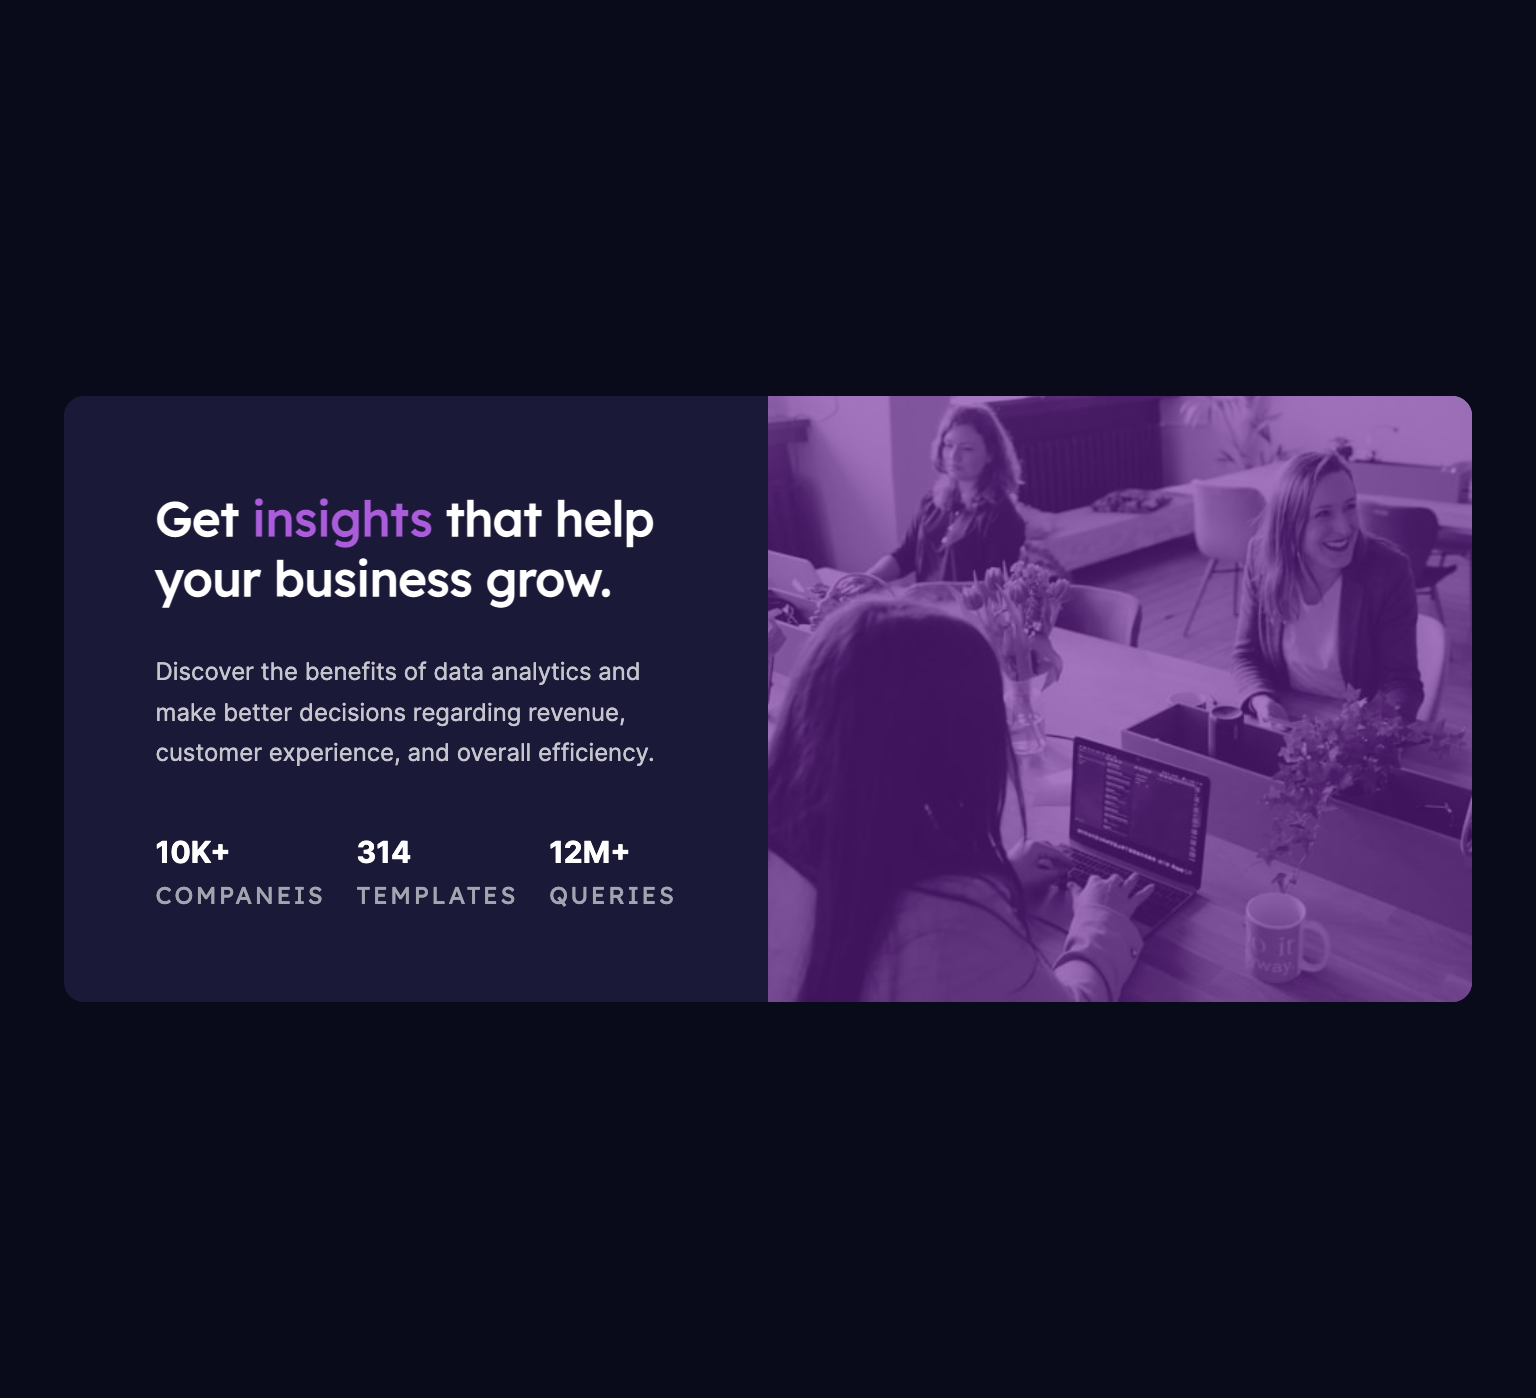 Get insights that help
your business grow.
Discover the benefits of data analytics and
make better decisions regarding revenue,
customer experience, and overall efficiency.
10K+ 314 12M+
COMPANEIS TEMPLATES QUERIES